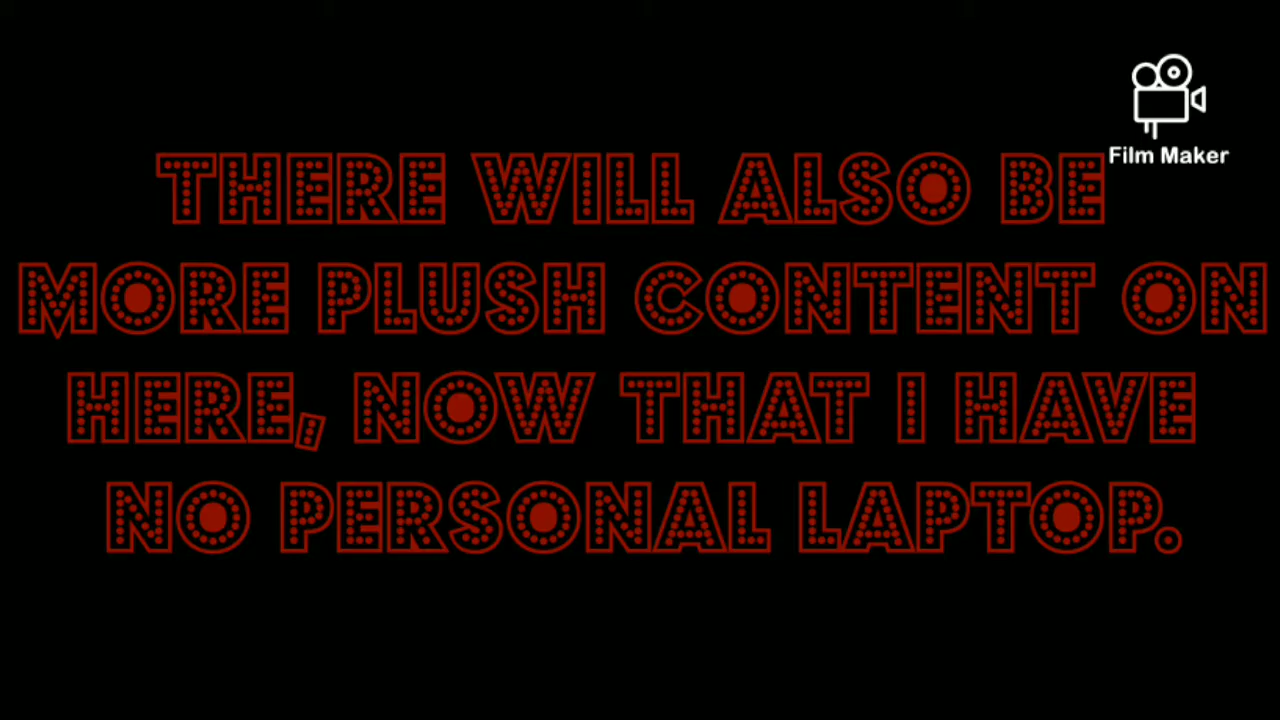 Film Maker
THERE WILL ALSO BE
MORE PLUSH CONTENT ON
HERE, NOW THAT I HAVE
NO PERSONAL LAPTOP.